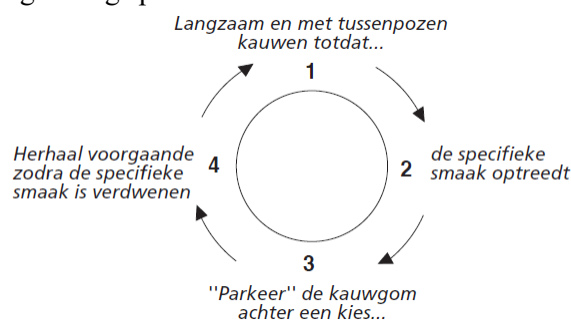 Langzaam en met tussenpozen
kauwen totdat...
1
2
de specifieke
smaak optreedt
3
"Parkeer" de kauwgom
achter een kies...
4
Herhaal voorgaande
zodra de specifieke
smaak is verdwenen